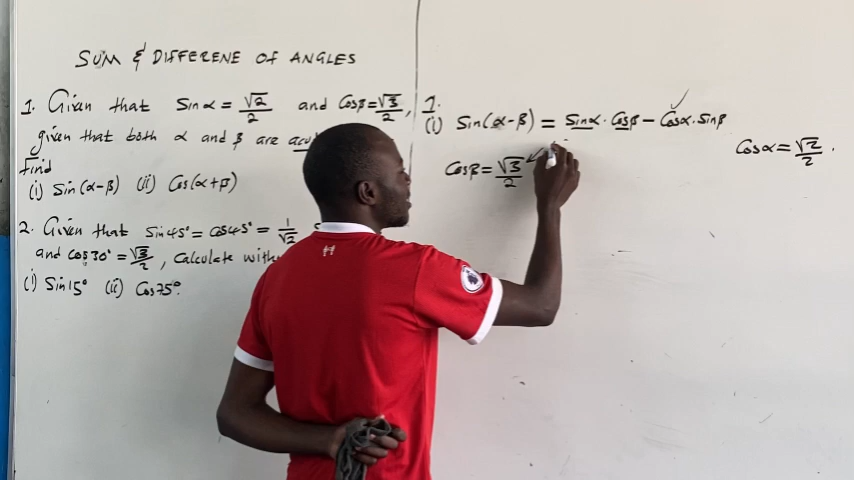 SUM & DIFFERENE OF ANGLES
1. Given that Sin α = √2/2 and Cos β = √3/2,
given that both α and β are
find
(i) Sin(α-β) (ii) Cos(α+β)
2. Given that Sin45° = cos45° = 1/√2
and cos30° = √3/2, Calculate
(i) Sin15° (ii) Cos75°.
1.
(i) Sin(α-β) = Sinα · Cosβ - Cosα · Sinβ
Cosβ = √3/2
Cosα = √2/2 .